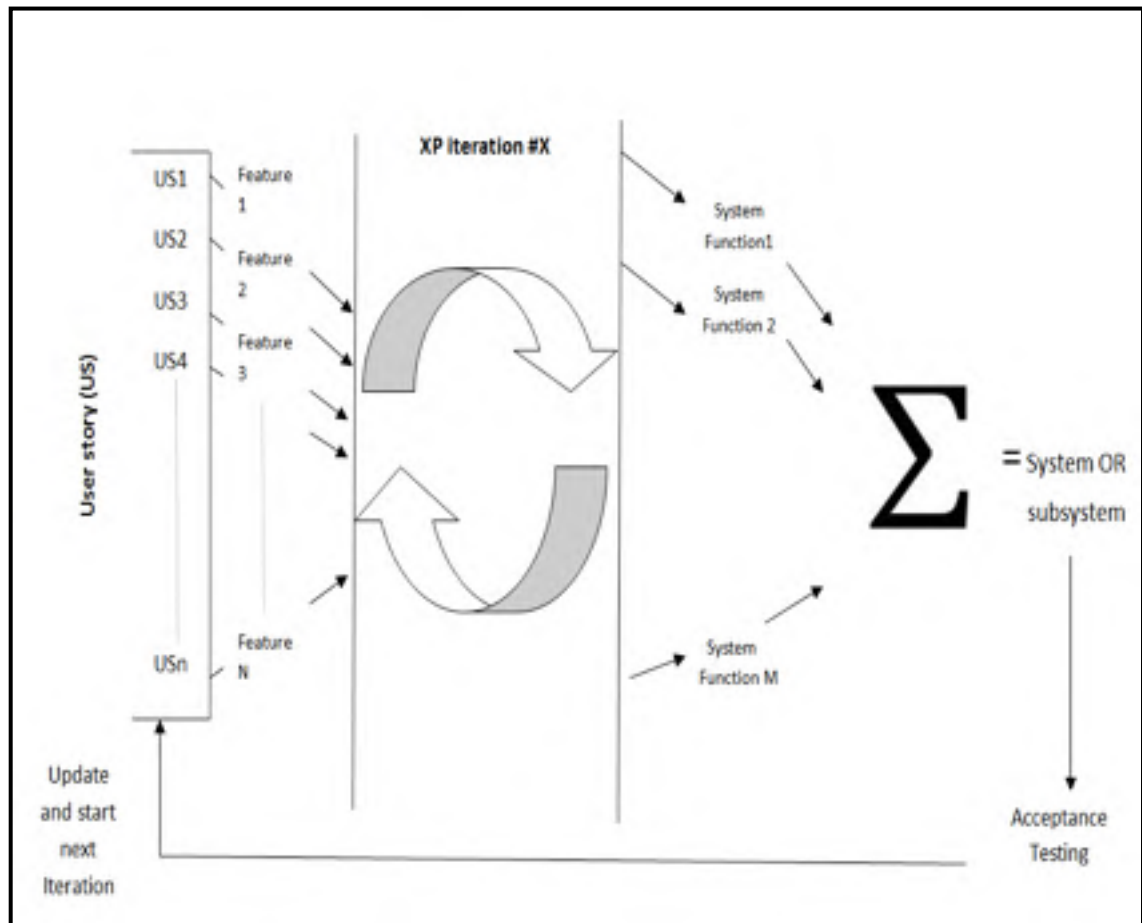 XP iteration #X
User story (US)
US1
US2
US3
US4
USn
Feature
1
Feature
2
Feature
3
Feature
N
System
Function1
System
Function 2
System
Function M
Σ
= System OR
subsystem
Acceptance
Testing
Update
and start
next
Iteration